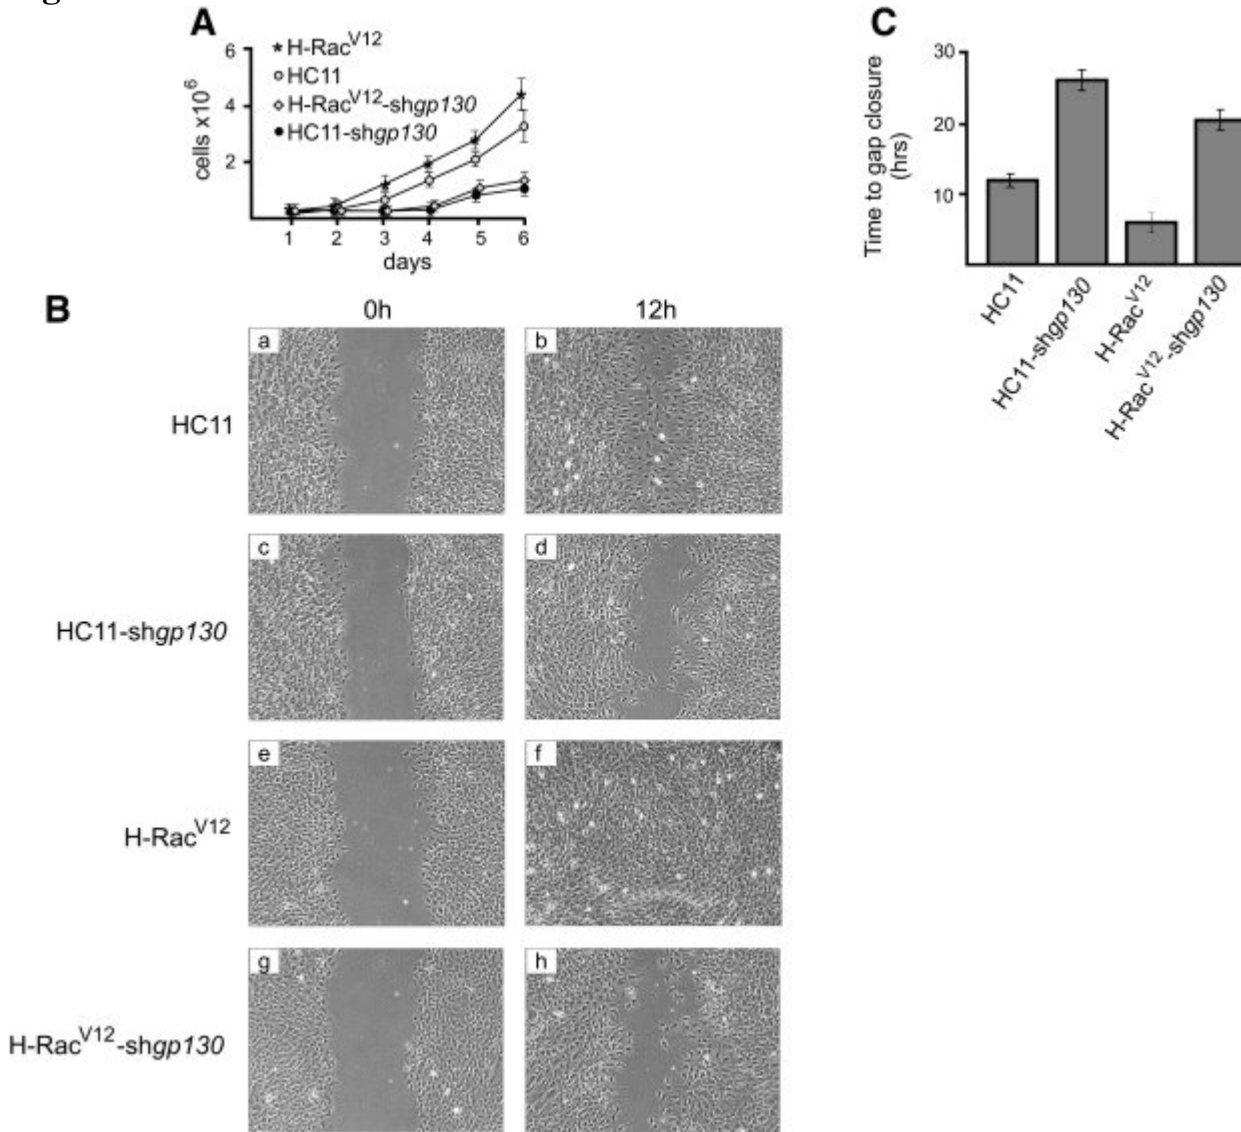 A
6
4
2
cells x10^6
H-Rac^V12
HC11
H-Rac^V12-shgp130
HC11-shgp130
1 2 3 4 5 6
days
C
30
20
10
Time to gap closure
(hrs)
HC11
HC11-shgp130
H-Rac^V12
H-Rac^V12-shgp130
B
0h 12h
HC11
a b
HC11-shgp130
c d
H-Rac^V12
e f
H-Rac^V12-shgp130
g h